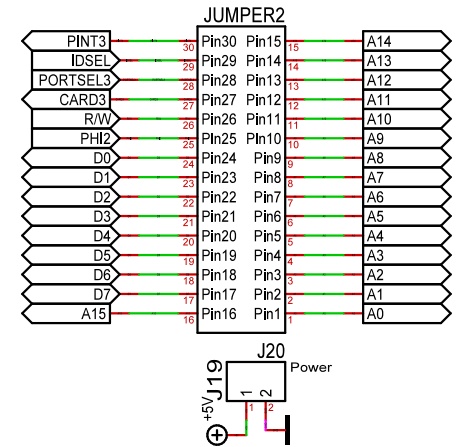 JUMPER2
PINT3 30 Pin30 Pin15 15 A14
IDSEL 29 Pin29 Pin14 14 A13
PORTSEL3 28 Pin28 Pin13 13 A12
CARD3 27 Pin27 Pin12 12 A11
R/W 26 Pin26 Pin11 11 A10
PHI2 25 Pin25 Pin10 10 A9
D0 24 Pin24 Pin9 9 A8
D1 23 Pin23 Pin8 8 A7
D2 22 Pin22 Pin7 7 A6
D3 21 Pin21 Pin6 6 A5
D4 20 Pin20 Pin5 5 A4
D5 19 Pin19 Pin4 4 A3
D6 18 Pin18 Pin3 3 A2
D7 17 Pin17 Pin2 2 A1
A15 16 Pin16 Pin1 1 A0
J20
J19 1 2 Power
+5V 1 2